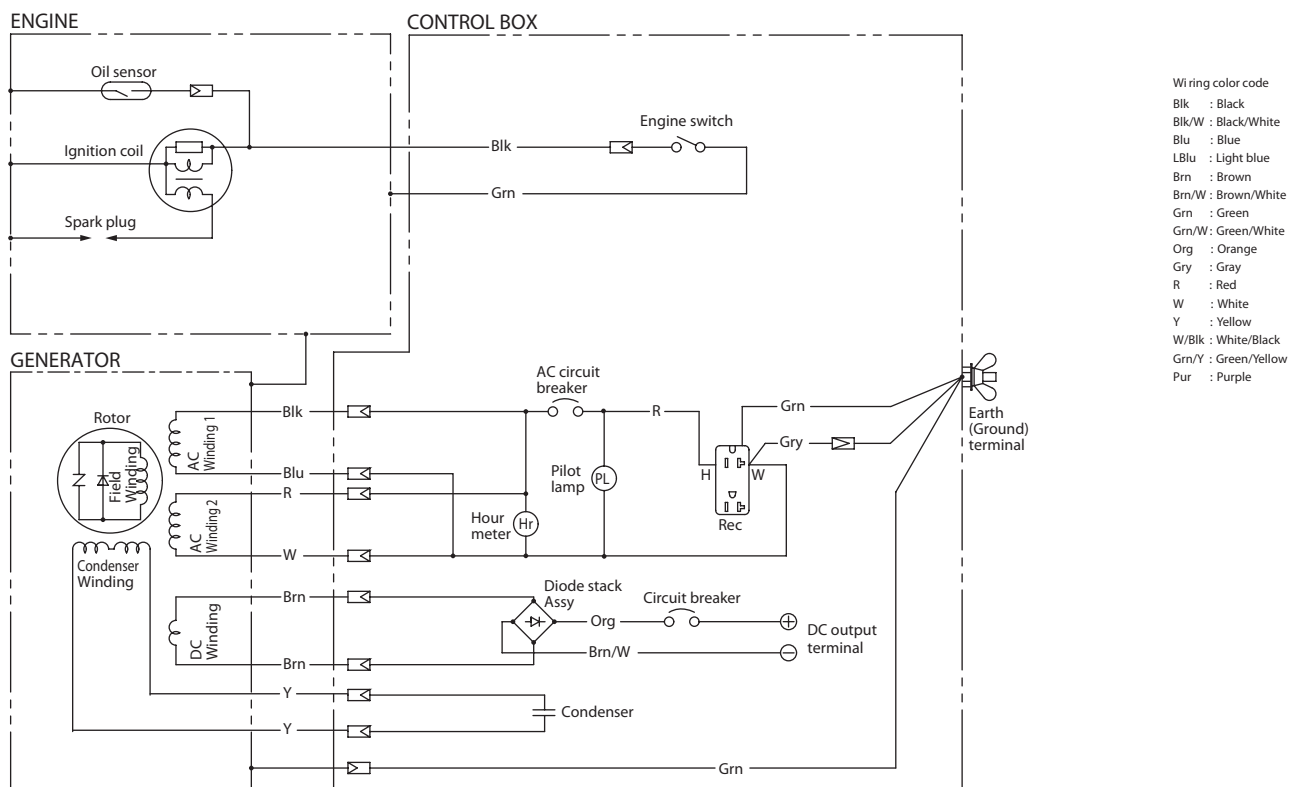 ENGINE
CONTROL BOX
Oil sensor
Ignition coil
Spark plug
Blk
Engine switch
Grn
Wiring color code
Blk : Black
Blk/W : Black/White
Blu : Blue
LBlu : Light blue
Brn : Brown
Brn/W : Brown/White
Grn : Green
Grn/W : Green/White
Org : Orange
Gry : Gray
R : Red
W : White
Y : Yellow
W/Blk : White/Black
Grn/Y : Green/Yellow
Pur : Purple
GENERATOR
Rotor
Field
Winding
AC
Winding 1
AC
Winding 2
Condenser
Winding
DC
Winding
Blk
Blu
R
W
Brn
Brn
Y
Y
AC circuit
breaker
R
Pilot
lamp
PL
Hour
meter
Hr
H
W
Rec
Grn
Gry
Earth
(Ground)
terminal
Diode stack
Assy
Org
Brn/W
Circuit breaker
+
−
DC output
terminal
Condenser
Grn